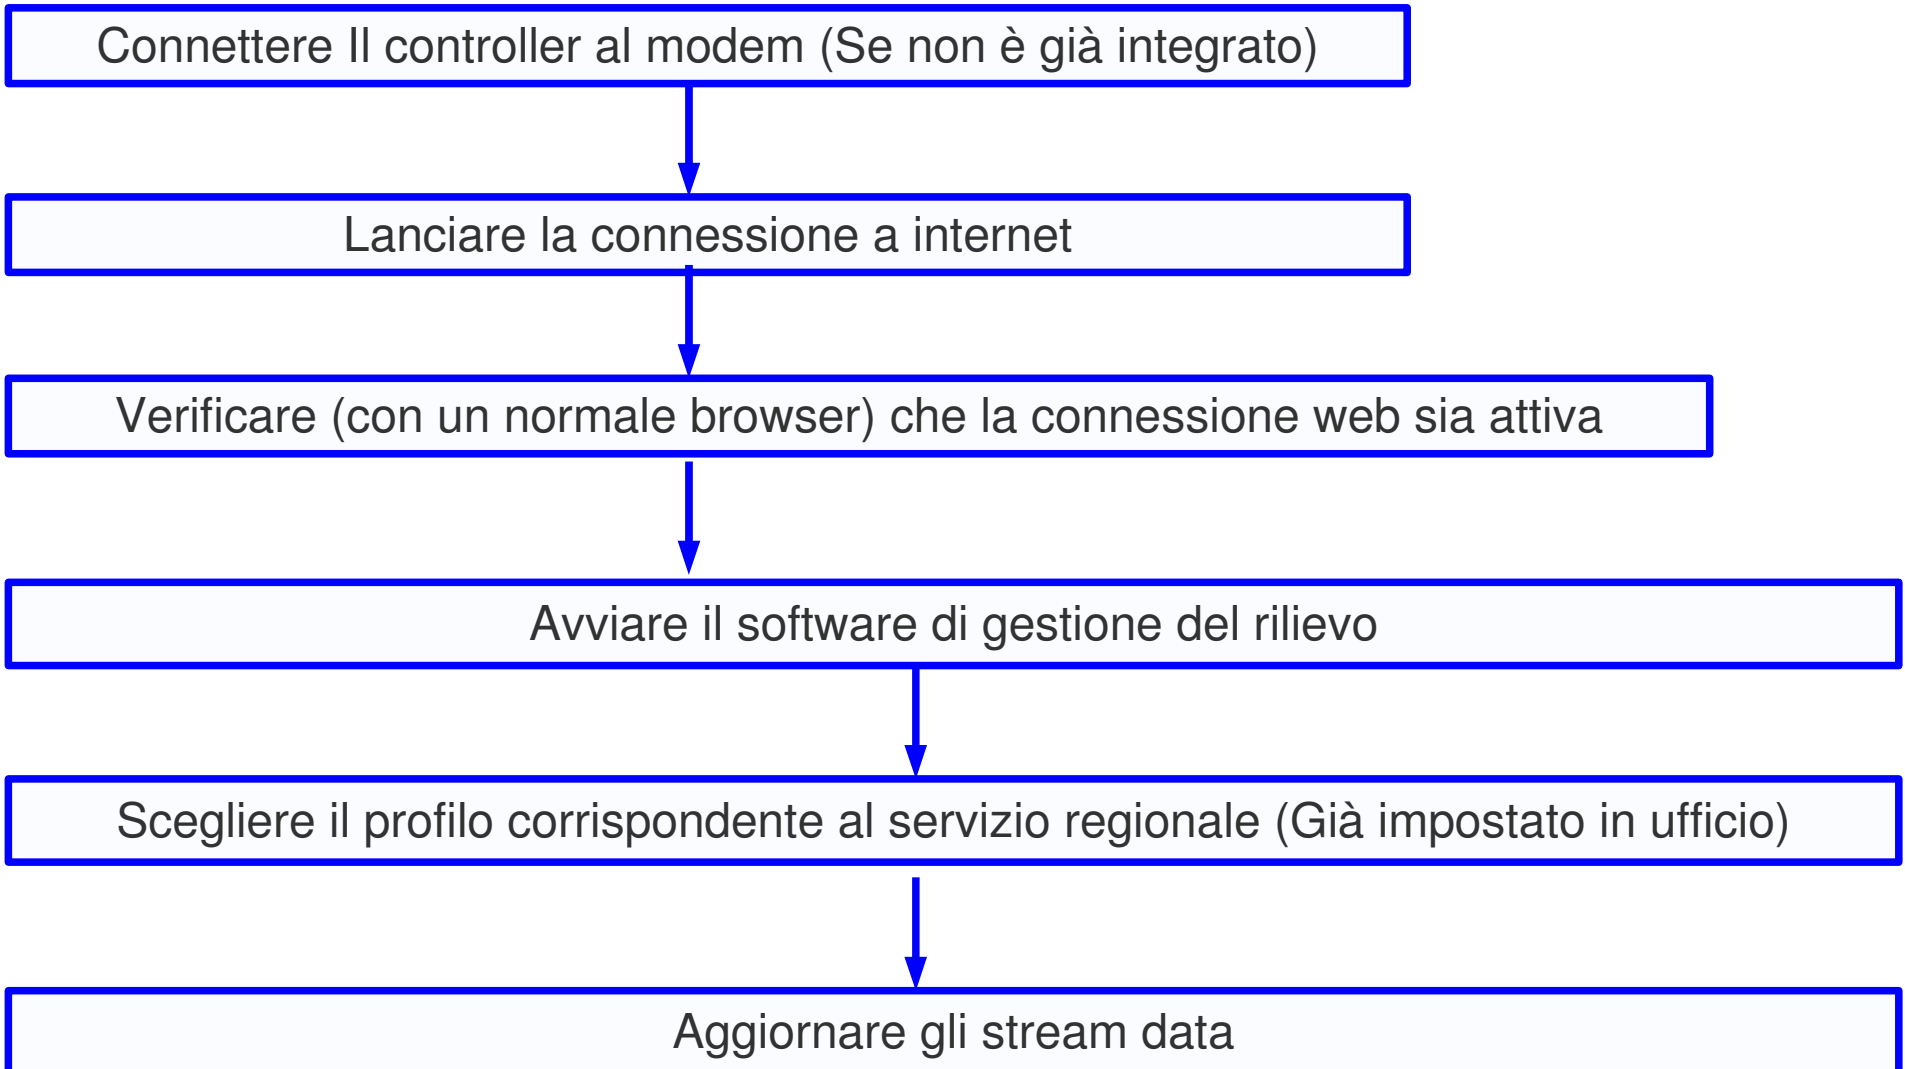 Connettere Il controller al modem (Se non è già integrato)
Lanciare la connessione a internet
Verificare (con un normale browser) che la connessione web sia attiva
Avviare il software di gestione del rilievo
Scegliere il profilo corrispondente al servizio regionale (Già impostato in ufficio)
Aggiornare gli stream data